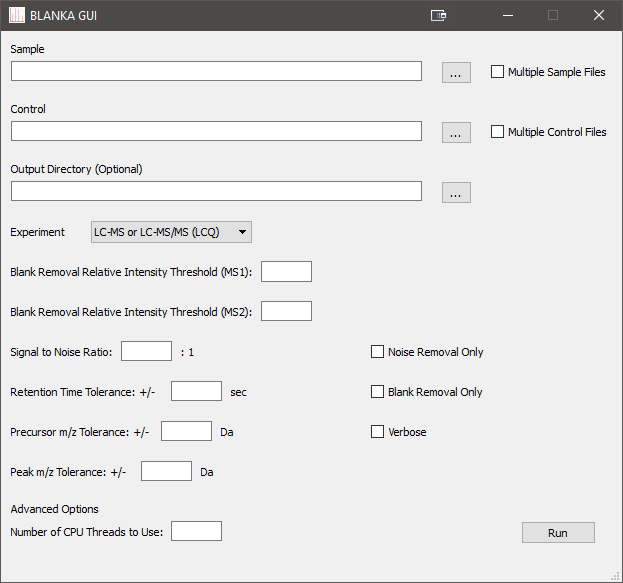 BLANKA GUI
Sample
... Multiple Sample Files
Control
... Multiple Control Files
Output Directory (Optional)
...
Experiment LC-MS or LC-MS/MS (LCQ)
Blank Removal Relative Intensity Threshold (MS1):
Blank Removal Relative Intensity Threshold (MS2):
Signal to Noise Ratio: : 1 Noise Removal Only
Retention Time Tolerance: +/- sec Blank Removal Only
Precursor m/z Tolerance: +/- Da Verbose
Peak m/z Tolerance: +/- Da
Advanced Options
Number of CPU Threads to Use: Run